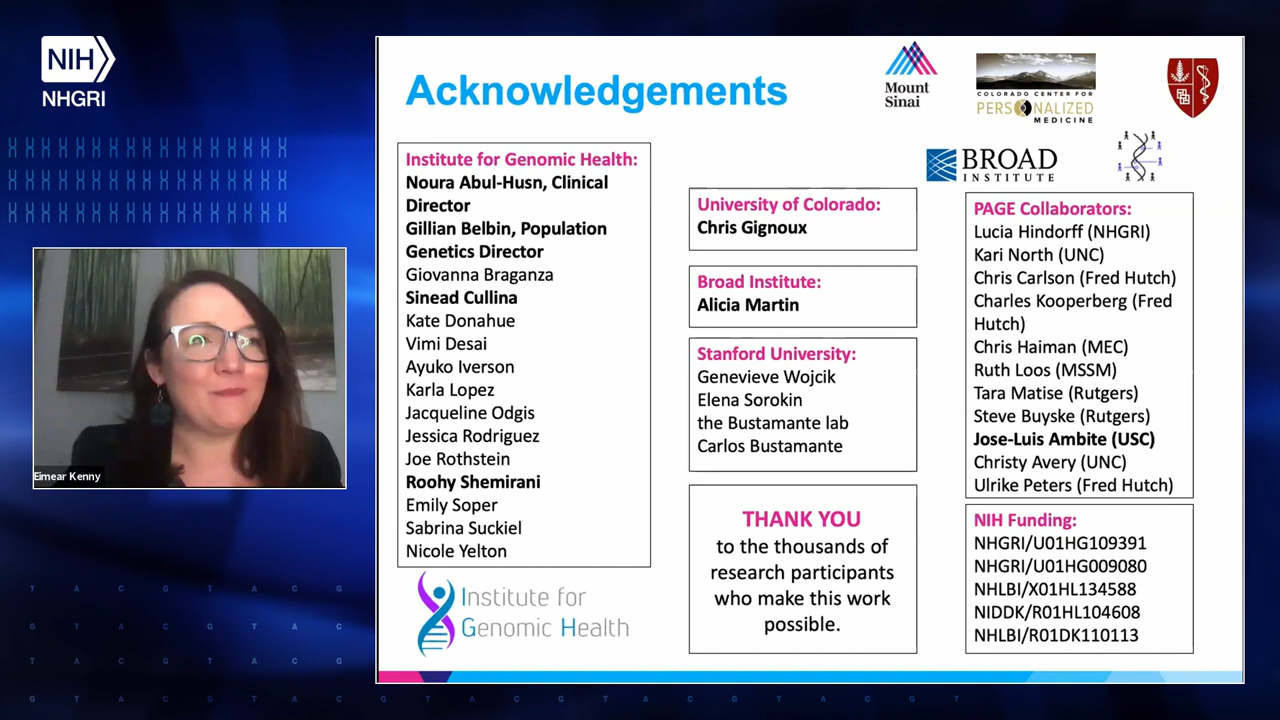 NIH
NHGRI
Eimear Kenny
Acknowledgements
Mount
Sinai
COLORADO CENTER FOR
PERSONALIZED
MEDICINE
BROAD
INSTITUTE
Institute for Genomic Health:
Noura Abul-Husn, Clinical
Director
Gillian Belbin, Population
Genetics Director
Giovanna Braganza
Sinead Cullina
Kate Donahue
Vimi Desai
Ayuko Iverson
Karla Lopez
Jacqueline Odgis
Jessica Rodriguez
Joe Rothstein
Roohy Shemirani
Emily Soper
Sabrina Suckiel
Nicole Yelton
Institute for
Genomic Health
University of Colorado:
Chris Gignoux
Broad Institute:
Alicia Martin
Stanford University:
Genevieve Wojcik
Elena Sorokin
the Bustamante lab
Carlos Bustamante
THANK YOU
to the thousands of
research participants
who make this work
possible.
PAGE Collaborators:
Lucia Hindorff (NHGRI)
Kari North (UNC)
Chris Carlson (Fred Hutch)
Charles Kooperberg (Fred
Hutch)
Chris Haiman (MEC)
Ruth Loos (MSSM)
Tara Matise (Rutgers)
Steve Buyske (Rutgers)
Jose-Luis Ambite (USC)
Christy Avery (UNC)
Ulrike Peters (Fred Hutch)
NIH Funding:
NHGRI/U01HG109391
NHGRI/U01HG009080
NHLBI/X01HL134588
NIDDK/R01HL104608
NHLBI/R01DK110113
T A C G T A C G
G T A C G T A C
T A C G T A C G
G T A C G T A C G T A C G T A C G T A C G T